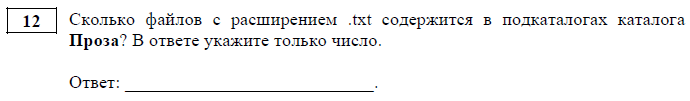 12 Сколько файлов с расширением .txt содержится в подкаталогах каталога
Проза? В ответе укажите только число.
Ответ: ___________________________.